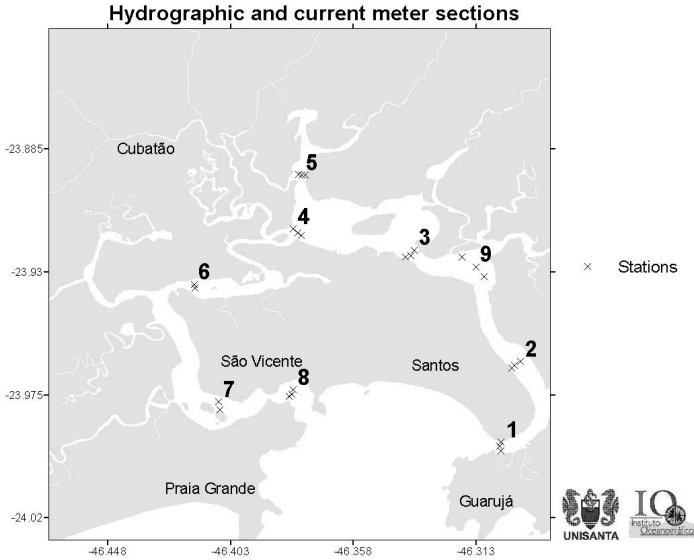 Hydrographic and current meter sections
-23.885
Cubatão
5
4
3
9
Stations
-23.93
6
2
São Vicente
Santos
-23.975
7
8
1
Praia Grande
Guarujá
-24.02
-46.448
-46.403
-46.358
-46.313
UNISANTA
IO
Instituto
Oceanográfico